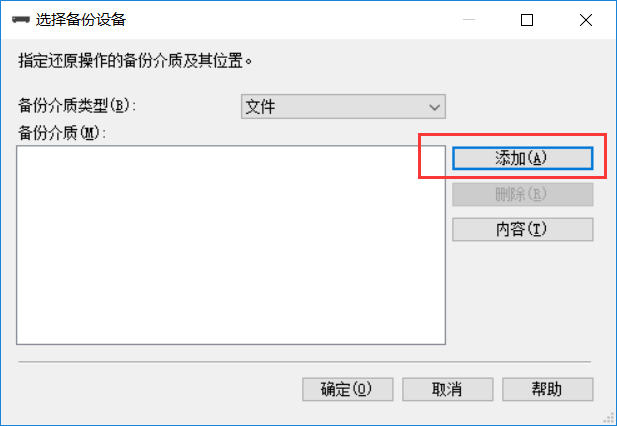 选择备份设备
指定还原操作的备份介质及其位置。
备份介质类型(B): 文件
备份介质(M):
添加(A)
删除(R)
内容(T)
确定(O) 取消 帮助